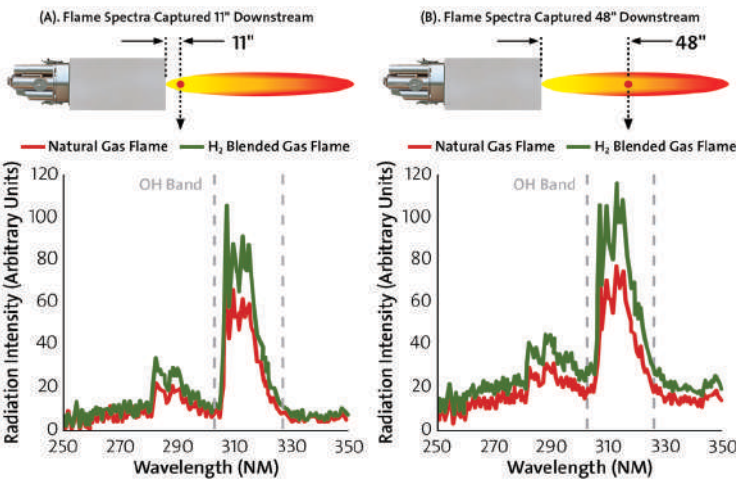 (A). Flame Spectra Captured 11" Downstream
11"
Natural Gas Flame
H₂ Blended Gas Flame
Radiation Intensity (Arbitrary Units)
120
100
80
60
40
20
0
OH Band
250 270 290 310 330 350
Wavelength (NM)
(B). Flame Spectra Captured 48" Downstream
48"
Natural Gas Flame
H₂ Blended Gas Flame
Radiation Intensity (Arbitrary Units)
120
100
80
60
40
20
0
OH Band
250 270 290 310 330 350
Wavelength (NM)